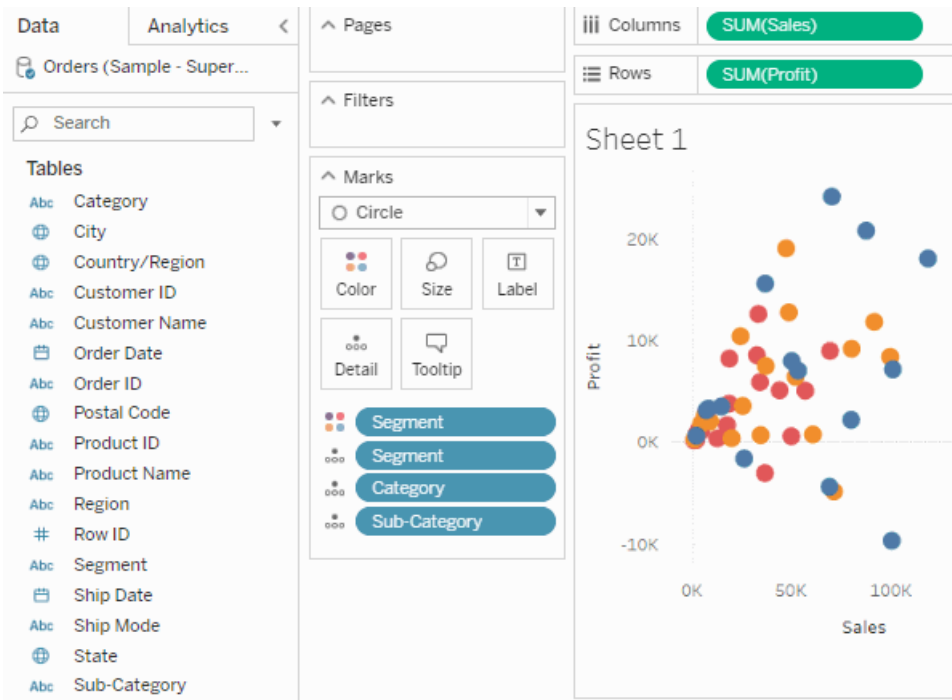 Data
Analytics
Orders (Sample - Super...
Search
Tables
Abc Category
City
Country/Region
Abc Customer ID
Abc Customer Name
Order Date
Abc Order ID
Postal Code
Abc Product ID
Abc Product Name
Abc Region
# Row ID
Abc Segment
Ship Date
Abc Ship Mode
State
Abc Sub-Category
Pages
Filters
Marks
Circle
Color
Size
T
Label
Detail
Tooltip
Segment
Segment
Category
Sub-Category
Columns
SUM(Sales)
Rows
SUM(Profit)
Sheet 1
Profit
20K
10K
0K
-10K
0K
50K
100K
Sales